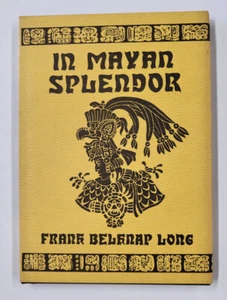 IN MAYAN
SPLENDOR
FRANK BELKNAP LONG